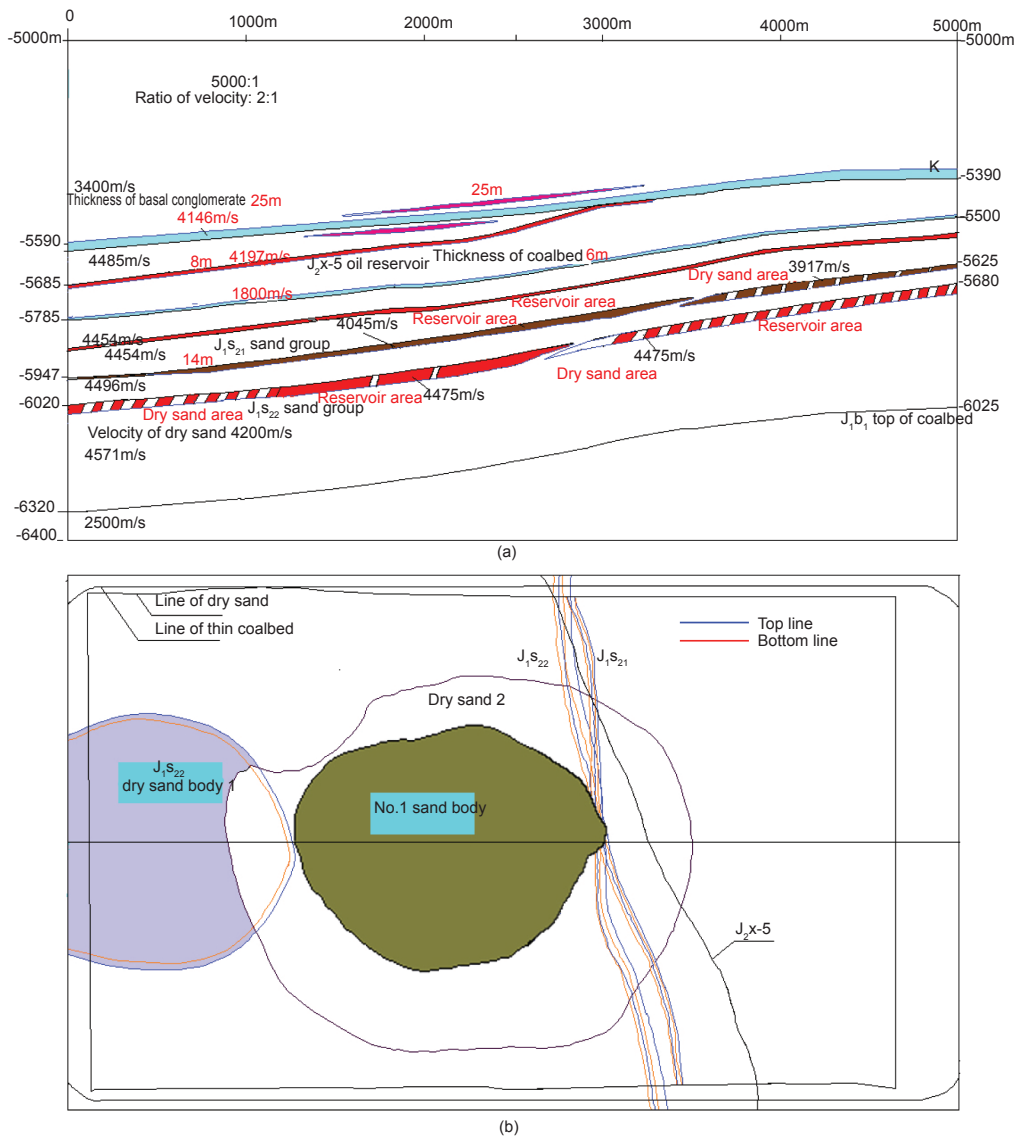 0
1000m
2000m
3000m
4000m
5000m
-5000m
-5000m
5000:1
Ratio of velocity: 2:1
K
3400m/s
25m
-5390
Thickness of basal conglomerate 25m
4146m/s
-5500
-5590
4485m/s
8m
4197m/s
J2x-5 oil reservoir
Thickness of coalbed 6m
Dry sand area
3917m/s
-5625
-5680
-5685
1800m/s
Reservoir area
Reservoir area
Reservoir area
-5785
4454m/s
4454m/s
4045m/s
J1s21 sand group
14m
4475m/s
Dry sand area
-5947
4496m/s
4475m/s
Reservoir area
-6020
Dry sand area
J1s22 sand group
-6025
J1b1 top of coalbed
Velocity of dry sand 4200m/s
4571m/s
-6320
2500m/s
-6400
(a)
Line of dry sand
Line of thin coalbed
Top line
Bottom line
J1s22
J1s21
Dry sand 2
J1s22
dry sand body 1
No.1 sand body
J2x-5
(b)